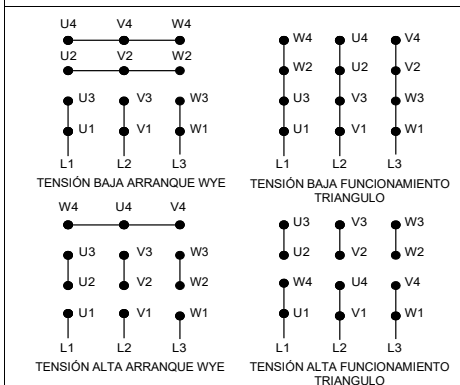 U4 V4 W4
U2 V2 W2
U3 V3 W3
U1 V1 W1
L1 L2 L3
TENSIÓN BAJA ARRANQUE WYE
W4 U4 V4
W2 U2 V2
U3 V3 W3
U1 V1 W1
L1 L2 L3
TENSIÓN BAJA FUNCIONAMIENTO
TRIANGULO
W4 U4 V4
U3 V3 W3
U2 V2 W2
U1 V1 W1
L1 L2 L3
TENSIÓN ALTA ARRANQUE WYE
U3 V3 W3
U2 V2 W2
W4 U4 V4
U1 V1 W1
L1 L2 L3
TENSIÓN ALTA FUNCIONAMIENTO
TRIANGULO